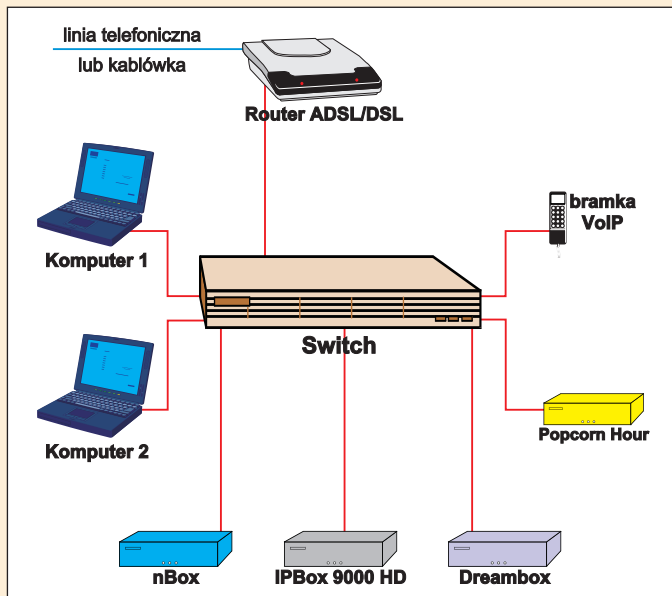 linia telefoniczna
lub kablówka
Router ADSL/DSL
Komputer 1
bramka
VoIP
Switch
Komputer 2
Popcorn Hour
nBox
IPBox 9000 HD
Dreambox